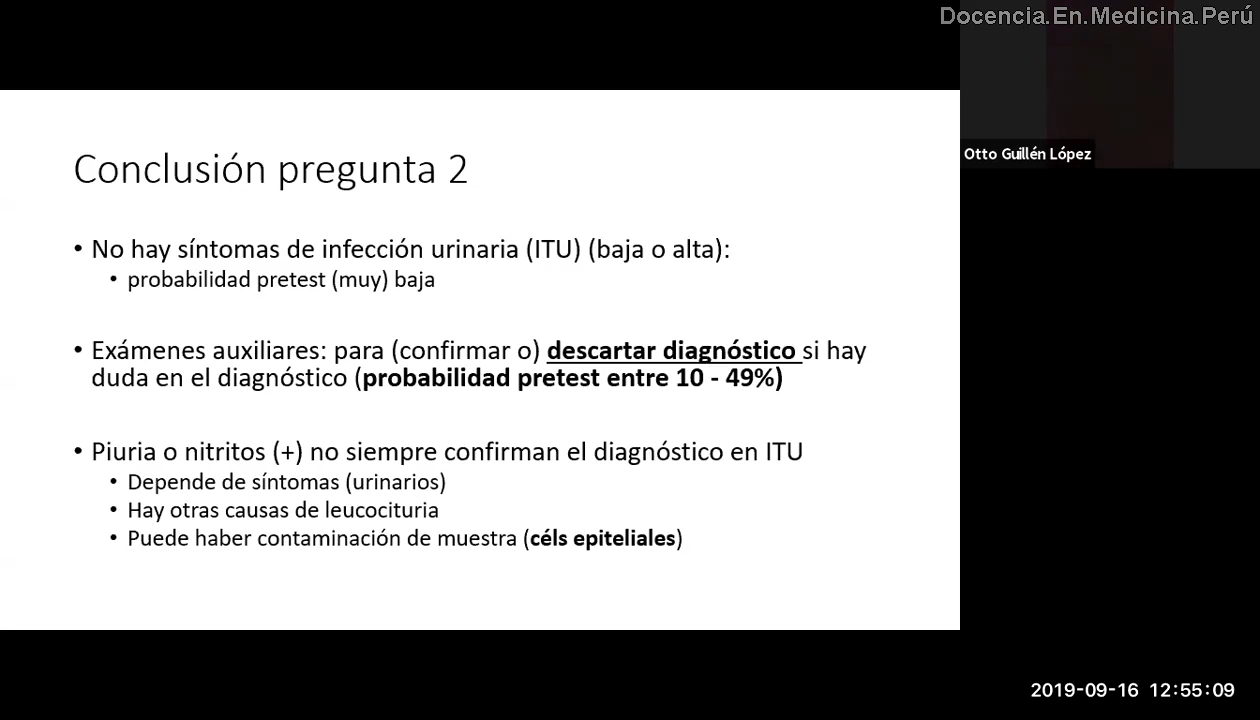 Docencia.En.Medicina.Perú
Otto Guillén López
Conclusión pregunta 2
• No hay síntomas de infección urinaria (ITU) (baja o alta):
• probabilidad pretest (muy) baja
• Exámenes auxiliares: para (confirmar o) descartar diagnóstico si hay
duda en el diagnóstico (probabilidad pretest entre 10 - 49%)
• Piuria o nitritos (+) no siempre confirman el diagnóstico en ITU
• Depende de síntomas (urinarios)
• Hay otras causas de leucocituria
• Puede haber contaminación de muestra (céls epiteliales)
2019-09-16 12:55:09